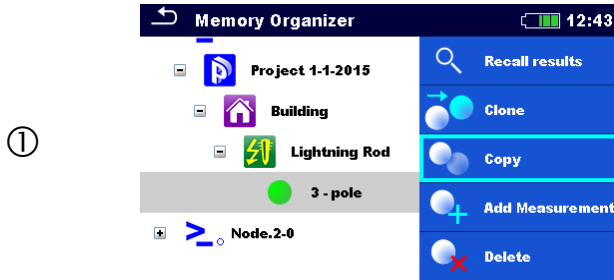 Memory Organizer 12:43
Project 1-1-2015
Building
Lightning Rod
3 - pole
Node.2-0
Recall results
Clone
Copy
Add Measurement
Delete
①